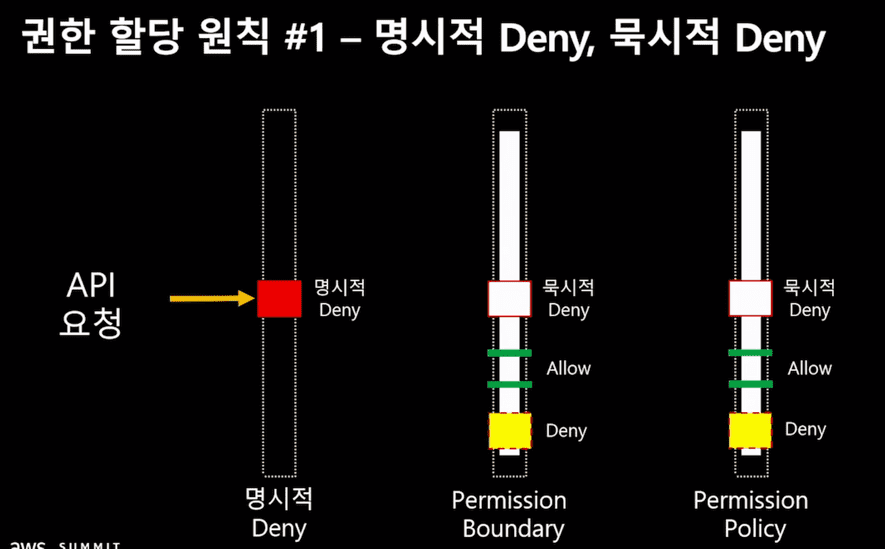 권한 할당 원칙 #1 – 명시적 Deny, 묵시적 Deny
API
요청
명시적
Deny
묵시적
Deny
Allow
Deny
묵시적
Deny
Allow
Deny
명시적
Deny
Permission
Boundary
Permission
Policy
aws SUMMIT